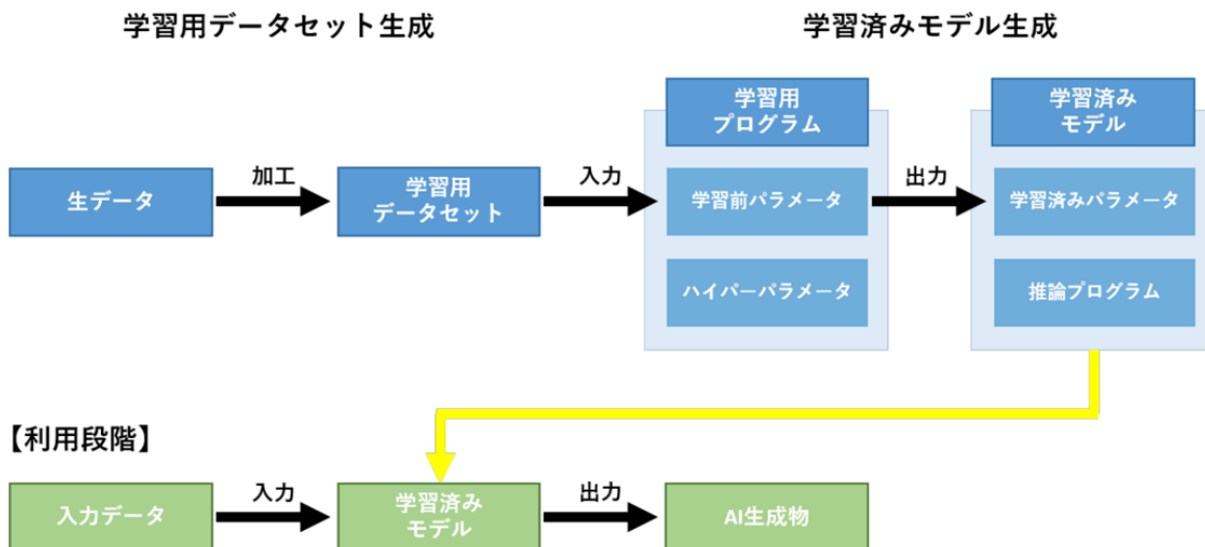 学習用データセット生成
学習済みモデル生成
学習用
プログラム
学習済み
モデル
生データ
加工
学習用
データセット
入力
学習前パラメータ
出力
学習済みパラメータ
ハイパーパラメータ
推論プログラム
【利用段階】
入力データ
入力
学習済み
モデル
出力
AI生成物